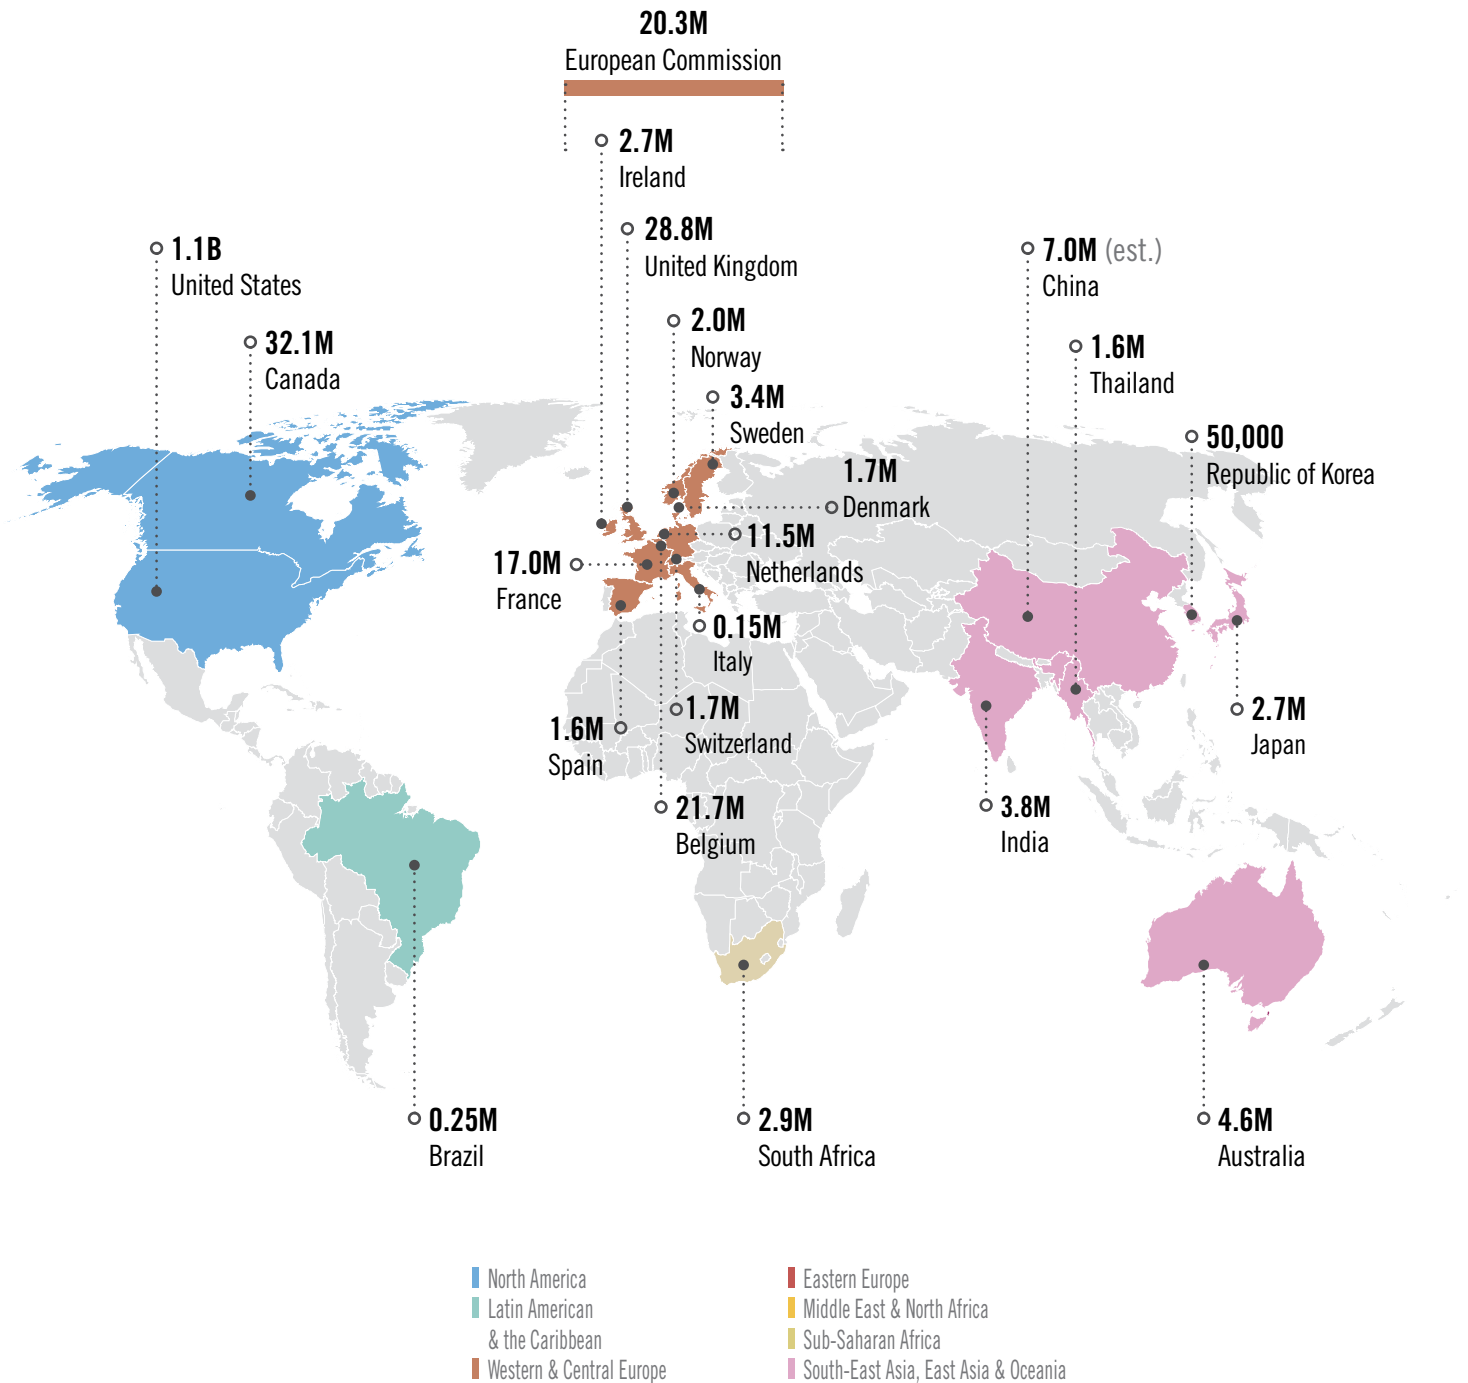 20.3M
European Commission
2.7M
Ireland
28.8M
United Kingdom
1.1B
United States
7.0M (est.)
China
2.0M
Norway
32.1M
Canada
1.6M
Thailand
3.4M
Sweden
50,000
Republic of Korea
1.7M
Denmark
11.5M
Netherlands
17.0M
France
0.15M
Italy
1.7M
Switzerland
1.6M
Spain
2.7M
Japan
21.7M
Belgium
3.8M
India
0.25M
Brazil
2.9M
South Africa
4.6M
Australia
North America
Latin American
& the Caribbean
Western & Central Europe
Eastern Europe
Middle East & North Africa
Sub-Saharan Africa
South-East Asia, East Asia & Oceania